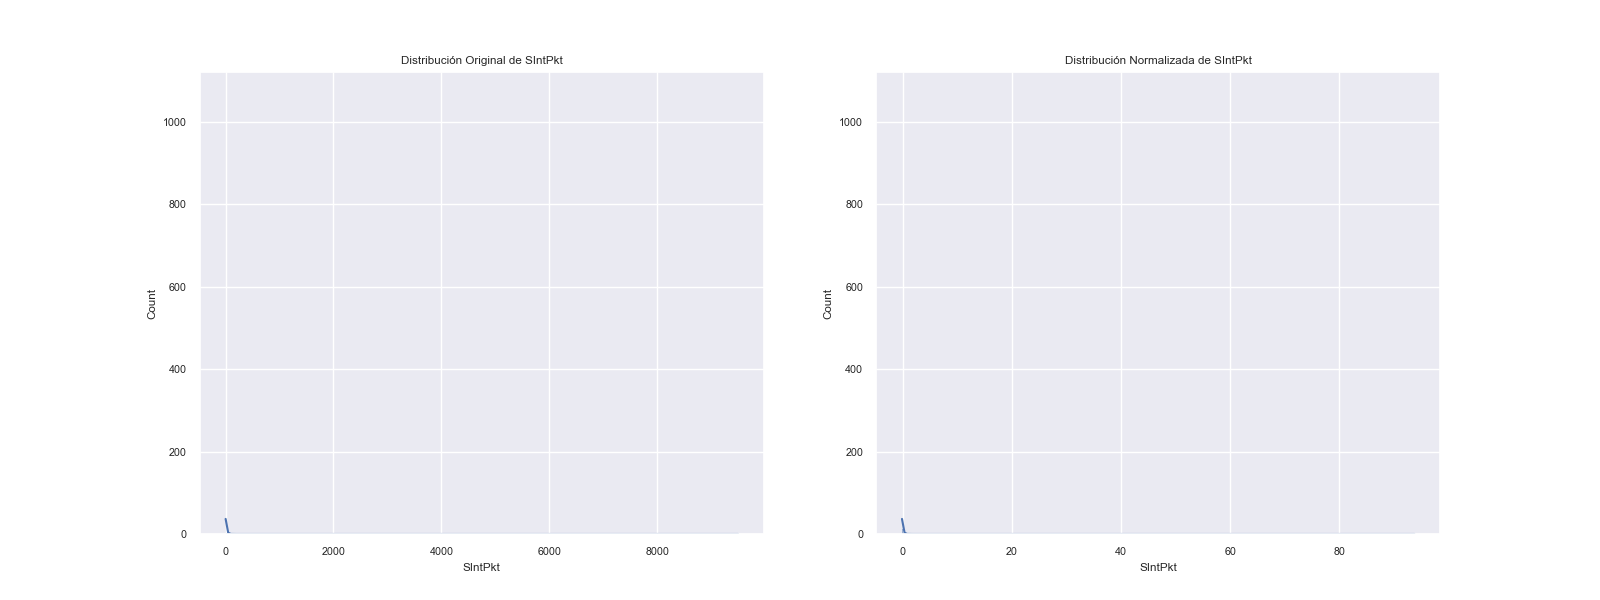 Distribución Original de SIntPkt
1000
800
600
400
200
0
Count
0 2000 4000 6000 8000
SIntPkt
Distribución Normalizada de SIntPkt
1000
800
600
400
200
0
Count
0 20 40 60 80
SIntPkt